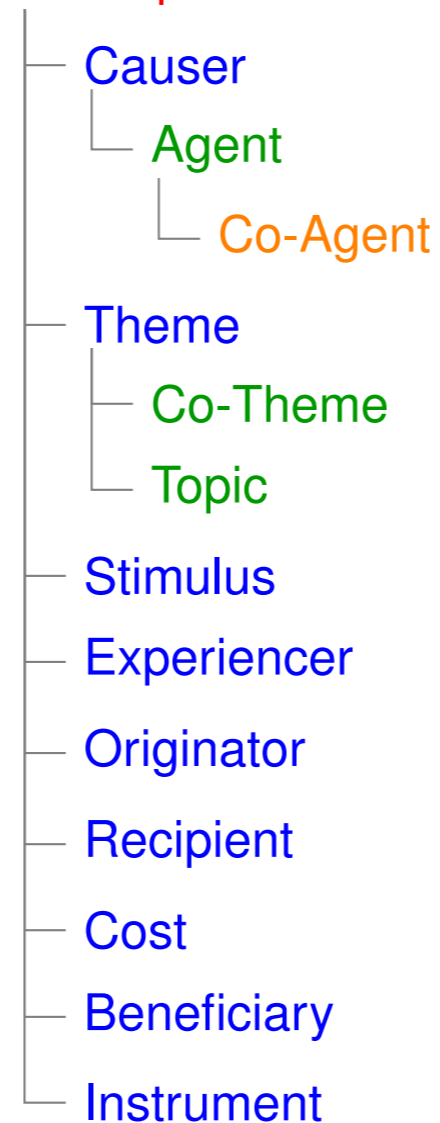 Causer
Agent
Co-Agent
Theme
Co-Theme
Topic
Stimulus
Experiencer
Originator
Recipient
Cost
Beneficiary
Instrument